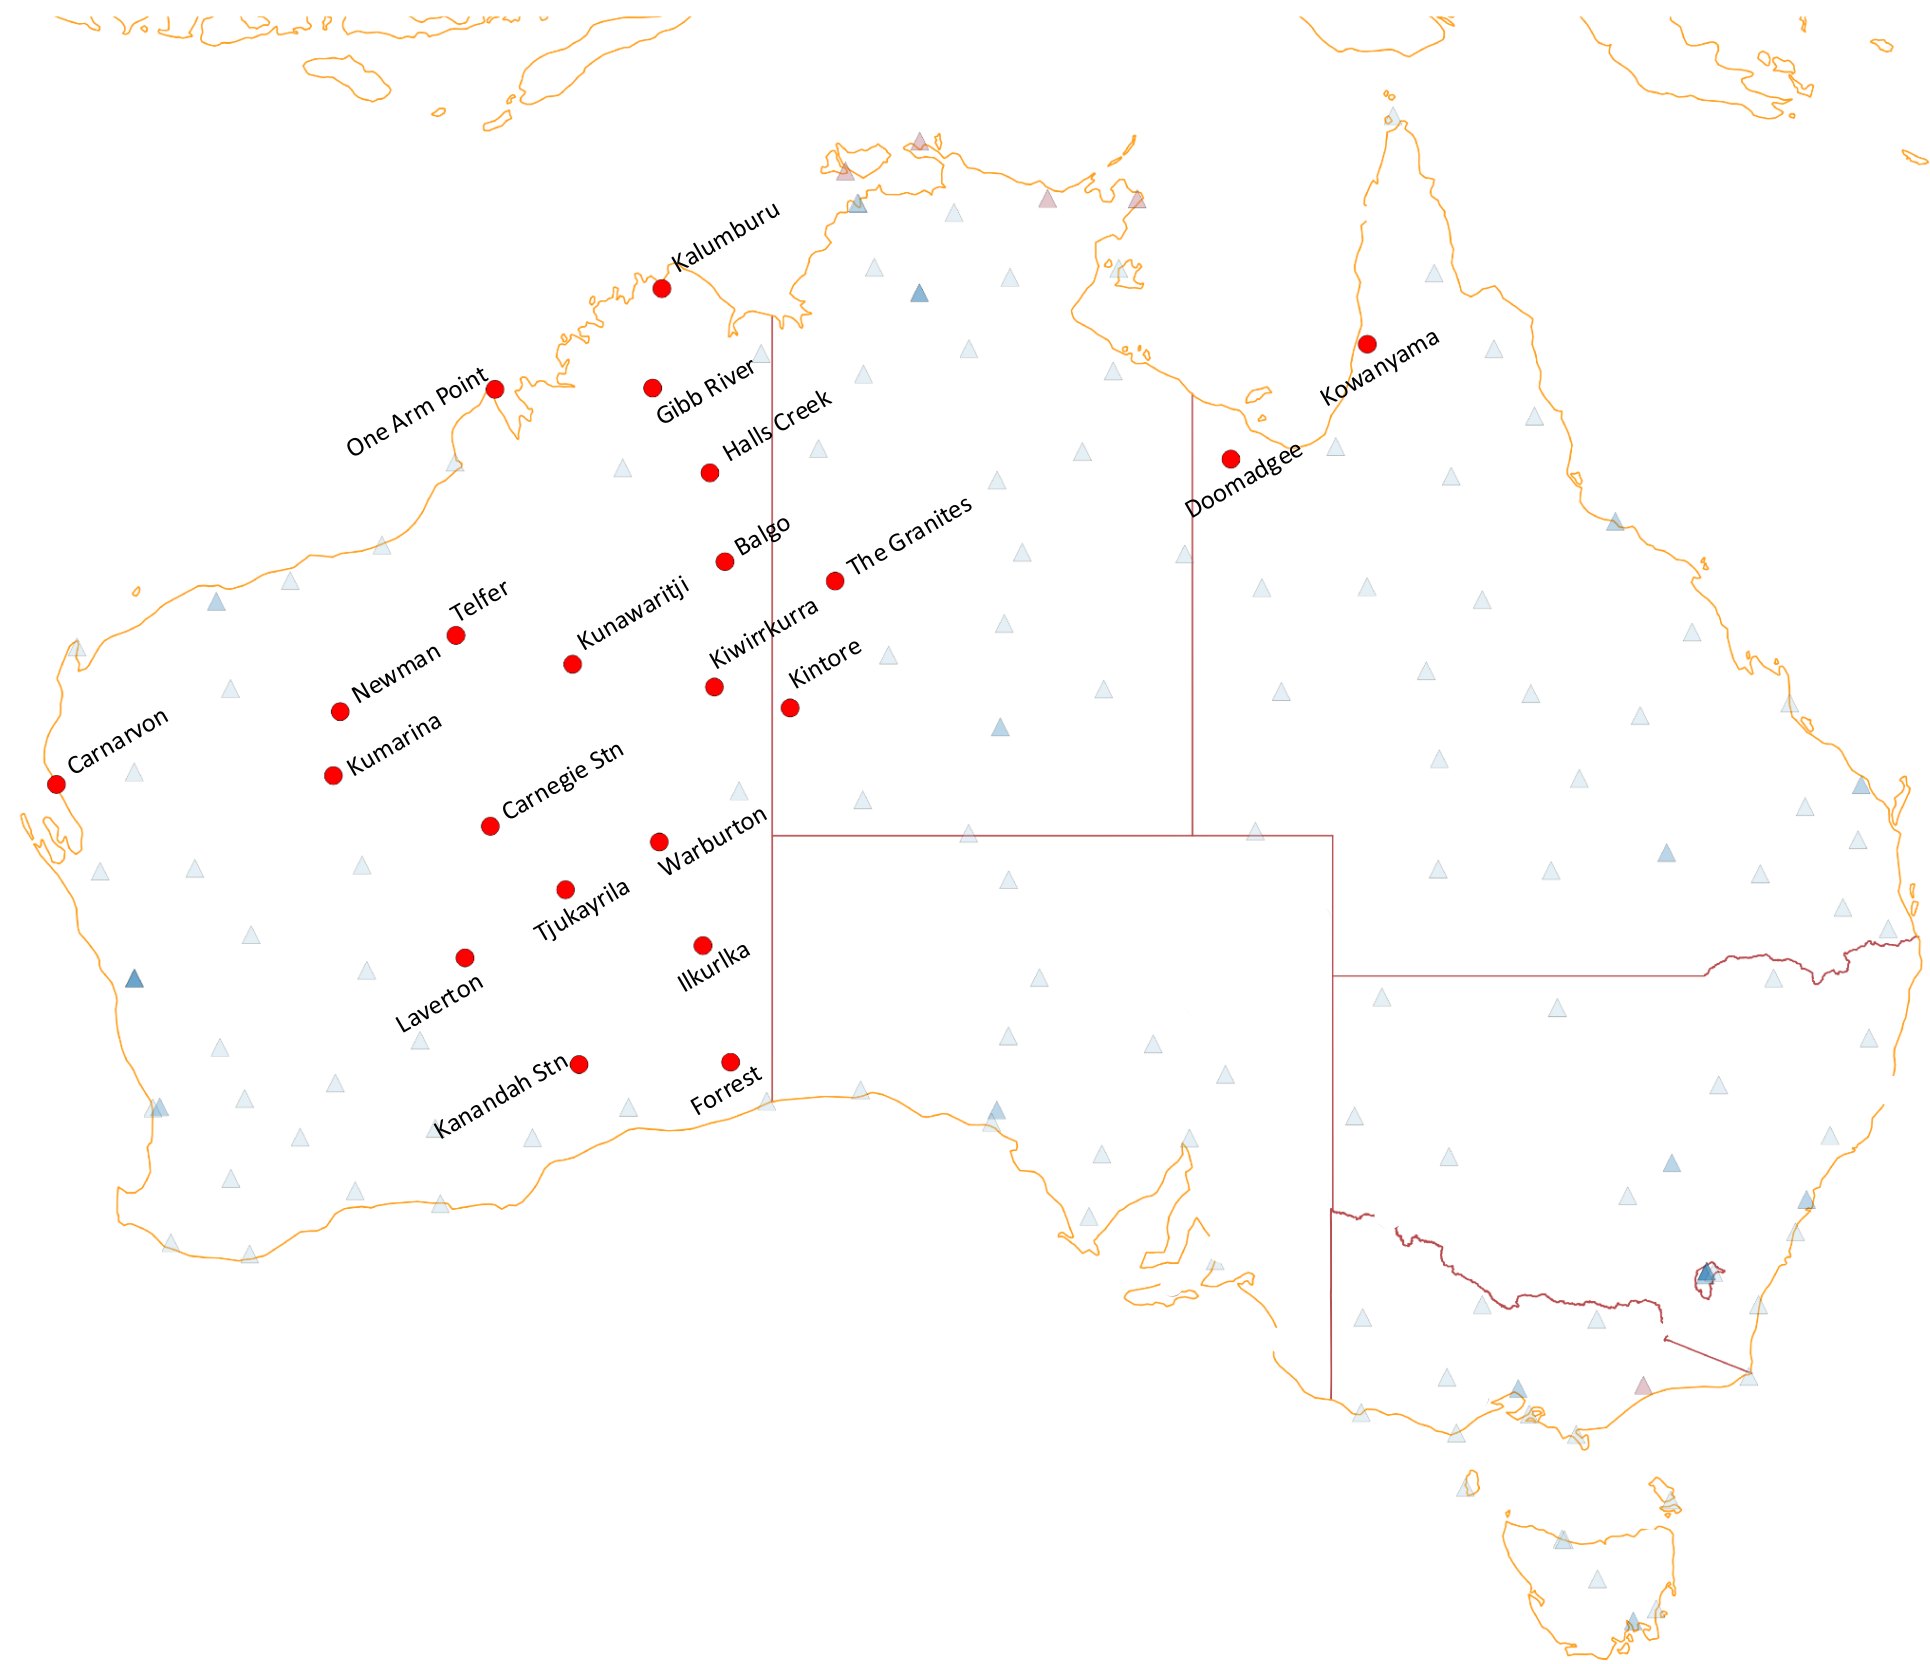 Kalumburu
Kowanyama
One Arm Point
Gibb River
Halls Creek
Doomadgee
Balgo
The Granites
Telfer
Kunawaritji
Kiwirrkurra
Newman
Kintore
Carnarvon
Kumarina
Carnegie Stn
Warburton
Tjukayrila
Ilkurlka
Laverton
Kanandah Stn
Forrest